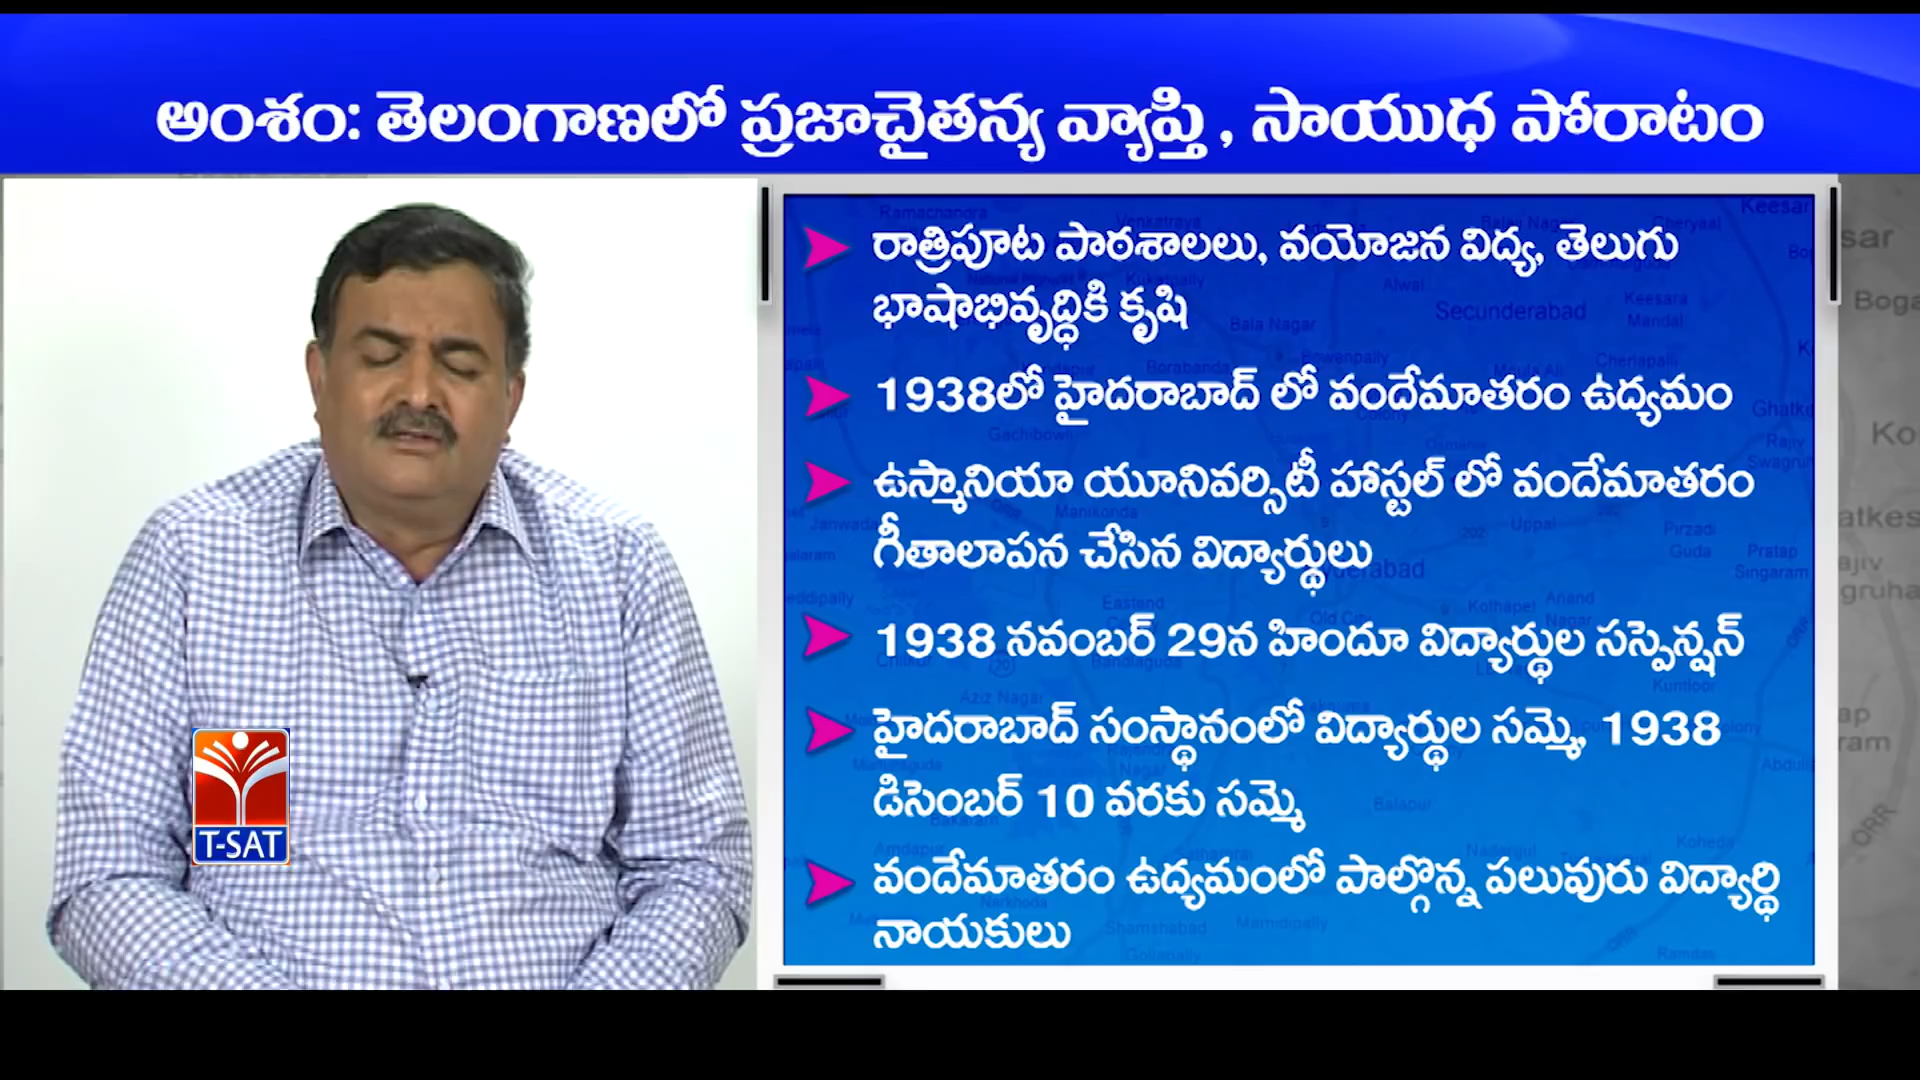 అంశం: తెలంగాణలో ప్రజాచైతన్య వ్యాప్తి, సాయుధ పోరాటం
రాత్రిపూట పాఠశాలలు, వయోజన విద్య, తెలుగు
భాషాభివృద్ధికి కృషి
1938లో హైదరాబాద్ లో వందేమాతరం ఉద్యమం
ఉస్మానియా యూనివర్సిటీ హాస్టల్ లో వందేమాతరం
గీతాలాపన చేసిన విద్యార్థులు
1938 నవంబర్ 29న హిందూ విద్యార్థుల సస్పెన్షన్
హైదరాబాద్ సంస్థానంలో విద్యార్థుల సమ్మె, 1938
డిసెంబర్ 10 వరకు సమ్మె
వందేమాతరం ఉద్యమంలో పాల్గొన్న పలువురు విద్యార్థి
నాయకులు
T-SAT
Secunderabad